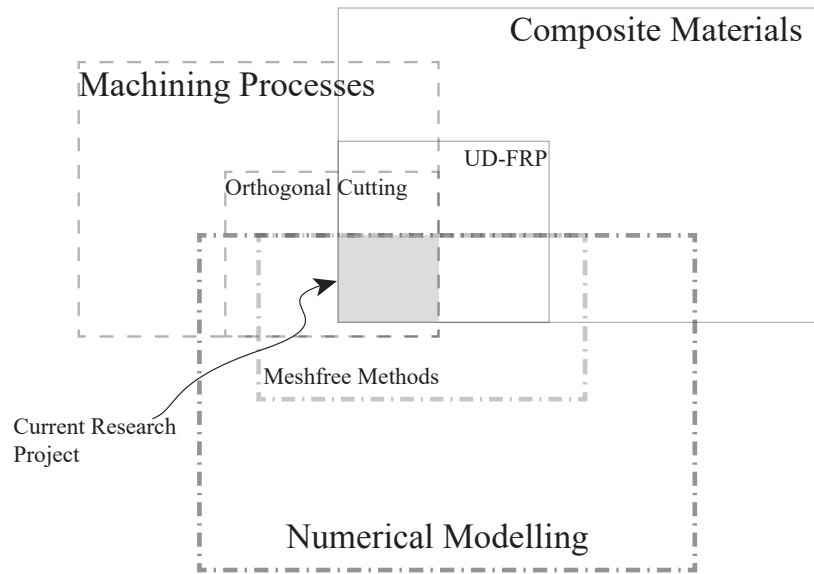 Composite Materials
Machining Processes
UD-FRP
Orthogonal Cutting
Meshfree Methods
Current Research
Project
Numerical Modelling